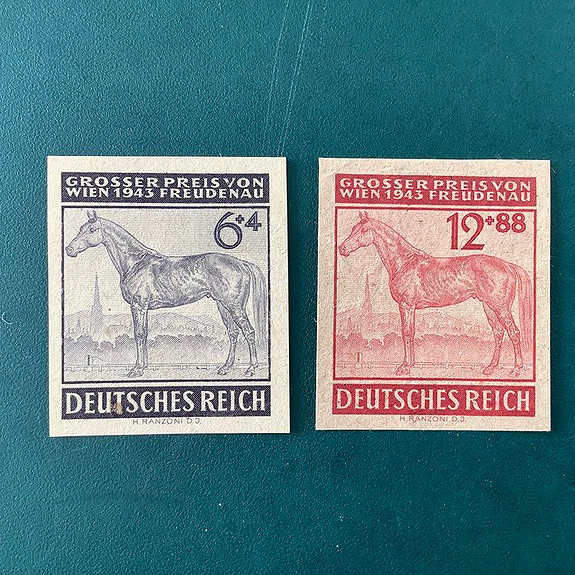 GROSSER PREIS VON
WIEN 1943 FREUDENAU
6+4
DEUTSCHES REICH
H. RANZONI D.J.
GROSSER PREIS VON
WIEN 1943 FREUDENAU
12+88
DEUTSCHES REICH
H. RANZONI D.J.